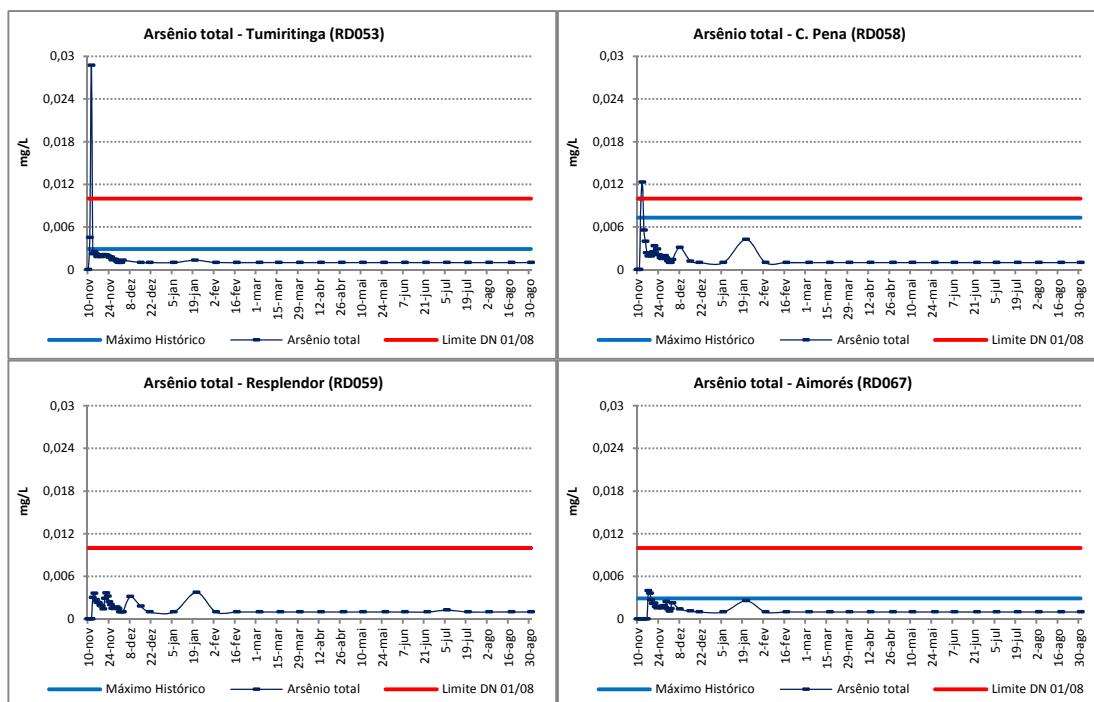 Arsênio total - Tumiritinga (RD053)
0,03
0,024
0,018
0,012
0,006
0
mg/L
10-nov 24-nov 8-dez 22-dez 5-jan 19-jan 2-fev 16-fev 1-mar 15-mar 29-mar 12-abr 26-abr 10-mai 24-mai 7-jun 21-jun 5-jul 19-jul 2-ago 16-ago 30-ago
Máximo Histórico Arsênio total Limite DN 01/08
Arsênio total - C. Pena (RD058)
0,03
0,024
0,018
0,012
0,006
0
mg/L
10-nov 24-nov 8-dez 22-dez 5-jan 19-jan 2-fev 16-fev 1-mar 15-mar 29-mar 12-abr 26-abr 10-mai 24-mai 7-jun 21-jun 5-jul 19-jul 2-ago 16-ago 30-ago
Máximo Histórico Arsênio total Limite DN 01/08
Arsênio total - Resplendor (RD059)
0,03
0,024
0,018
0,012
0,006
0
mg/L
10-nov 24-nov 8-dez 22-dez 5-jan 19-jan 2-fev 16-fev 1-mar 15-mar 29-mar 12-abr 26-abr 10-mai 24-mai 7-jun 21-jun 5-jul 19-jul 2-ago 16-ago 30-ago
Máximo Histórico Arsênio total Limite DN 01/08
Arsênio total - Aimorés (RD067)
0,03
0,024
0,018
0,012
0,006
0
mg/L
10-nov 24-nov 8-dez 22-dez 5-jan 19-jan 2-fev 16-fev 1-mar 15-mar 29-mar 12-abr 26-abr 10-mai 24-mai 7-jun 21-jun 5-jul 19-jul 2-ago 16-ago 30-ago
Máximo Histórico Arsênio total Limite DN 01/08